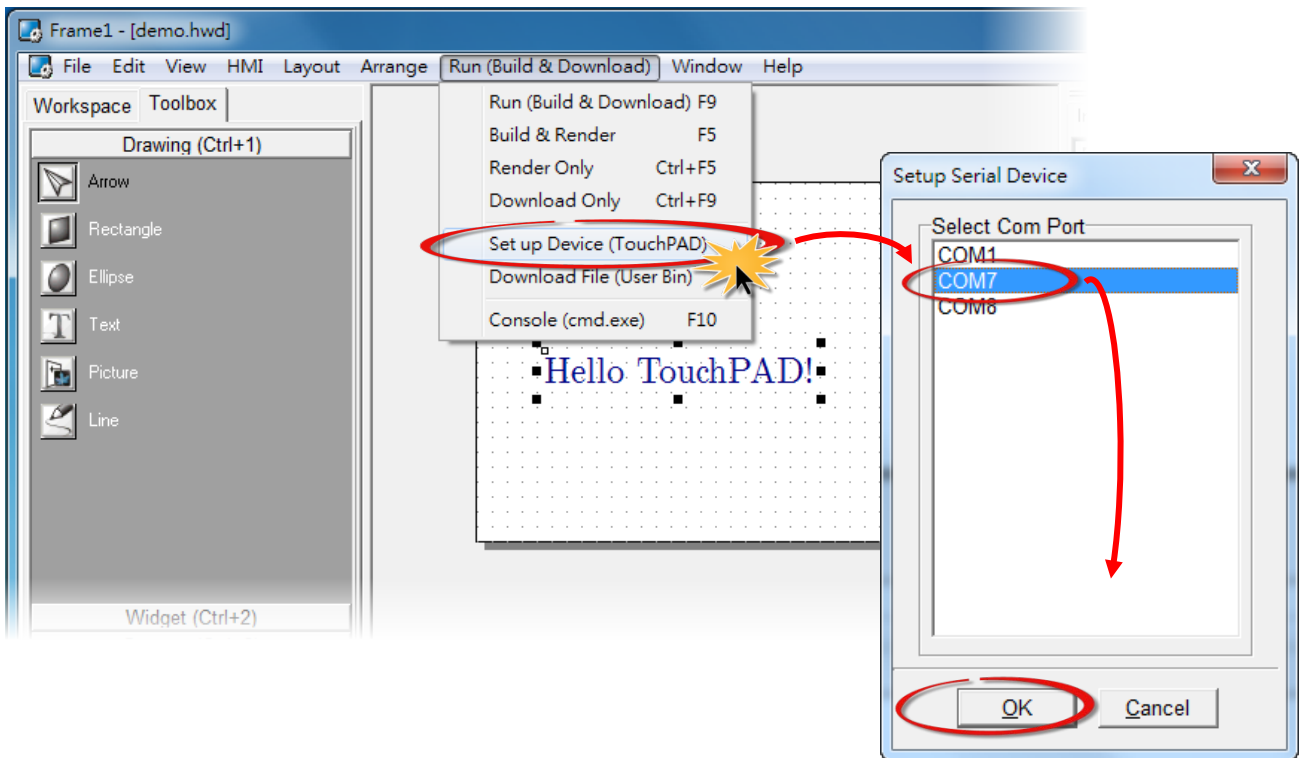 Frame1 - [demo.hwd]
File Edit View HMI Layout Arrange Run (Build & Download) Window Help
Workspace Toolbox
Drawing (Ctrl+1)
Arrow
Rectangle
Ellipse
Text
Picture
Line
Widget (Ctrl+2)
Run (Build & Download) F9
Build & Render F5
Render Only Ctrl+F5
Download Only Ctrl+F9
Set up Device (TouchPAD)
Download File (User Bin)
Console (cmd.exe) F10
Hello TouchPAD!
Setup Serial Device
Select Com Port
COM1
COM7
COM8
OK Cancel